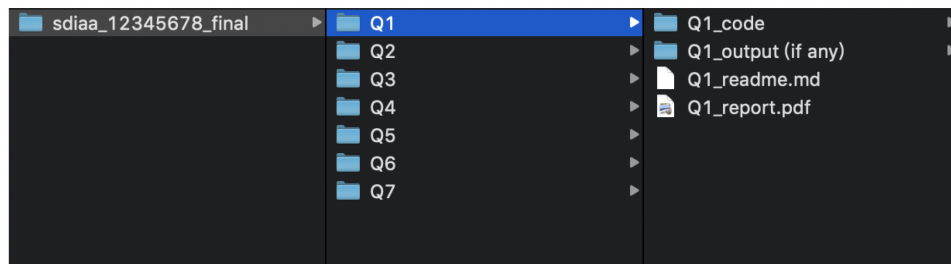 sdiaa_12345678_final
Q1
Q2
Q3
Q4
Q5
Q6
Q7
Q1_code
Q1_output (if any)
Q1_readme.md
Q1_report.pdf